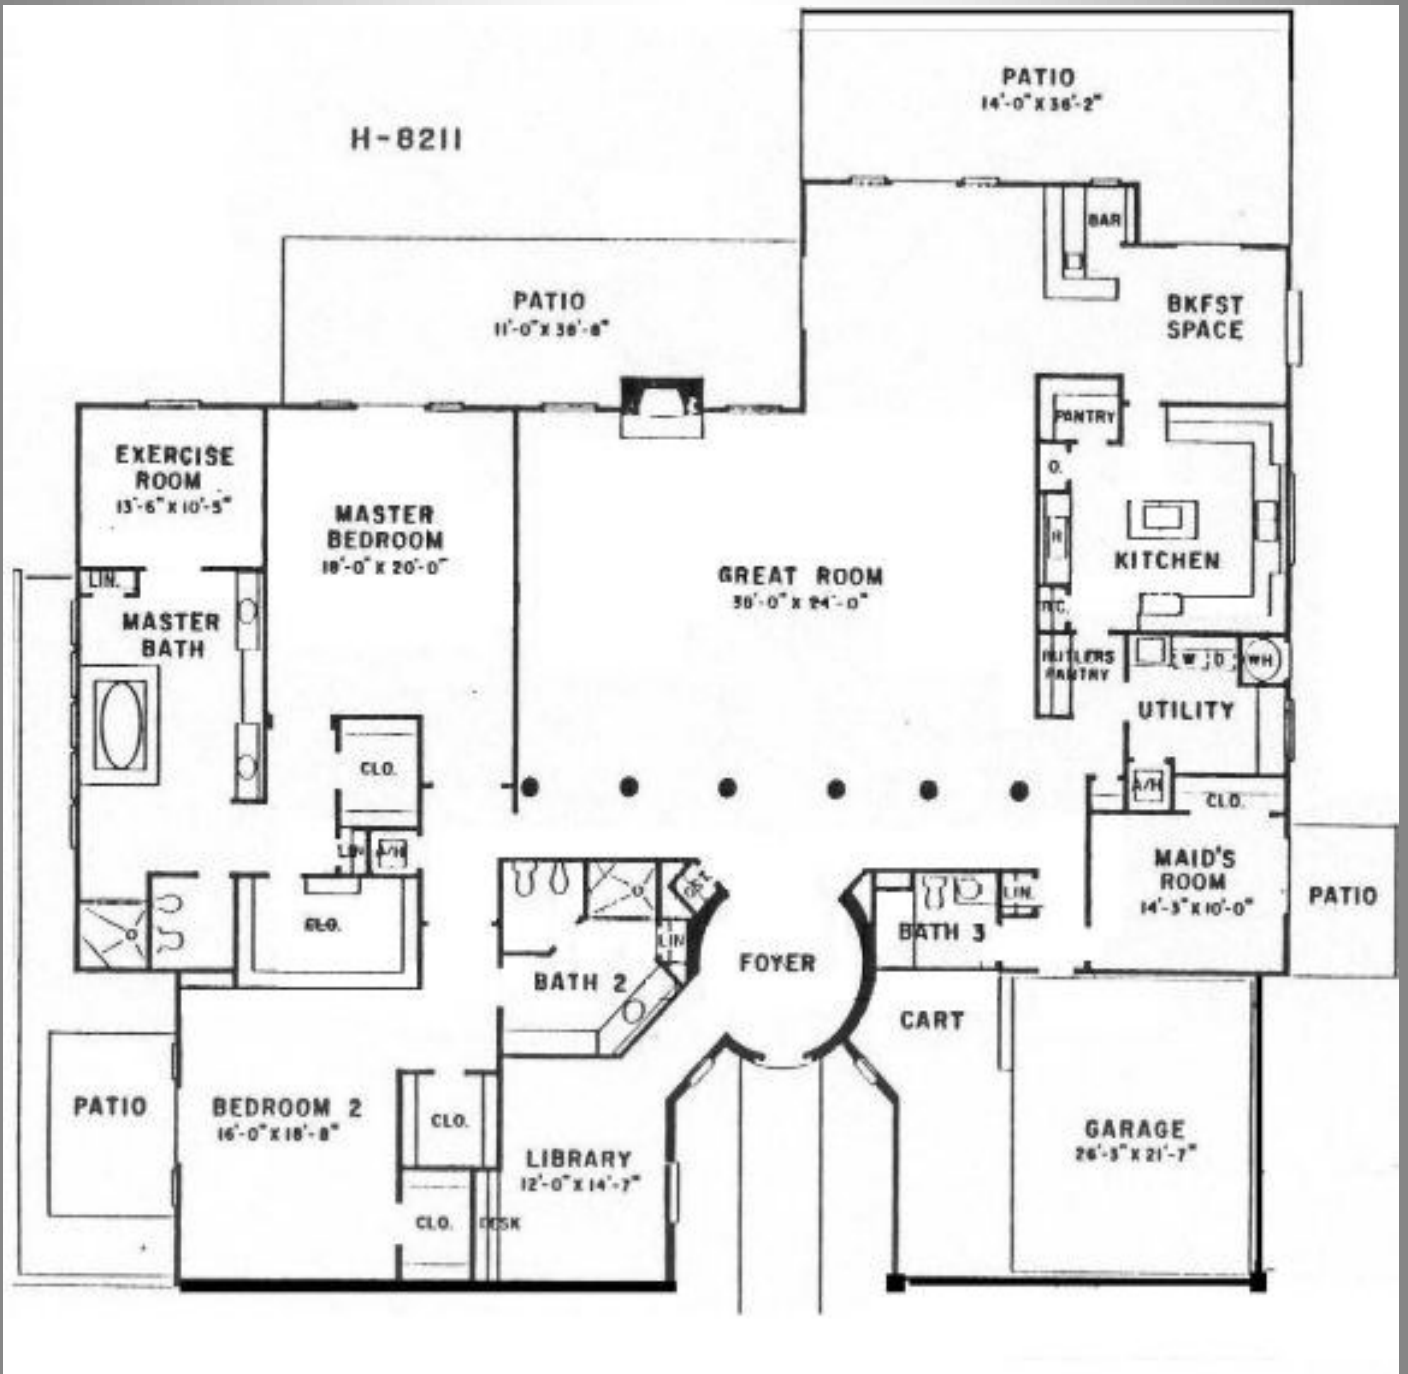 PATIO
14'-0" X 36'-2"
H-8211
BAR
PATIO
11'-0" X 36'-8"
BKFST
SPACE
PANTRY
EXERCISE
ROOM
13'-6" X 10'-5"
O.
MASTER
BEDROOM
18'-0" X 20'-0"
R
KITCHEN
GREAT ROOM
36'-0" X 24'-0"
LIN.
MASTER
BATH
BUTLERS
PANTRY
W D
WH
UTILITY
CLO.
A/H
CLO.
LIN
A/H
MAID'S
ROOM
14'-3" X 10'-0"
PATIO
LIN.
CLO.
BATH 3
LIN
FOYER
BATH 2
CART
PATIO
BEDROOM 2
16'-0" X 18'-8"
CLO.
LIBRARY
12'-0" X 14'-7"
GARAGE
26'-3" X 21'-7"
CLO.
DESK